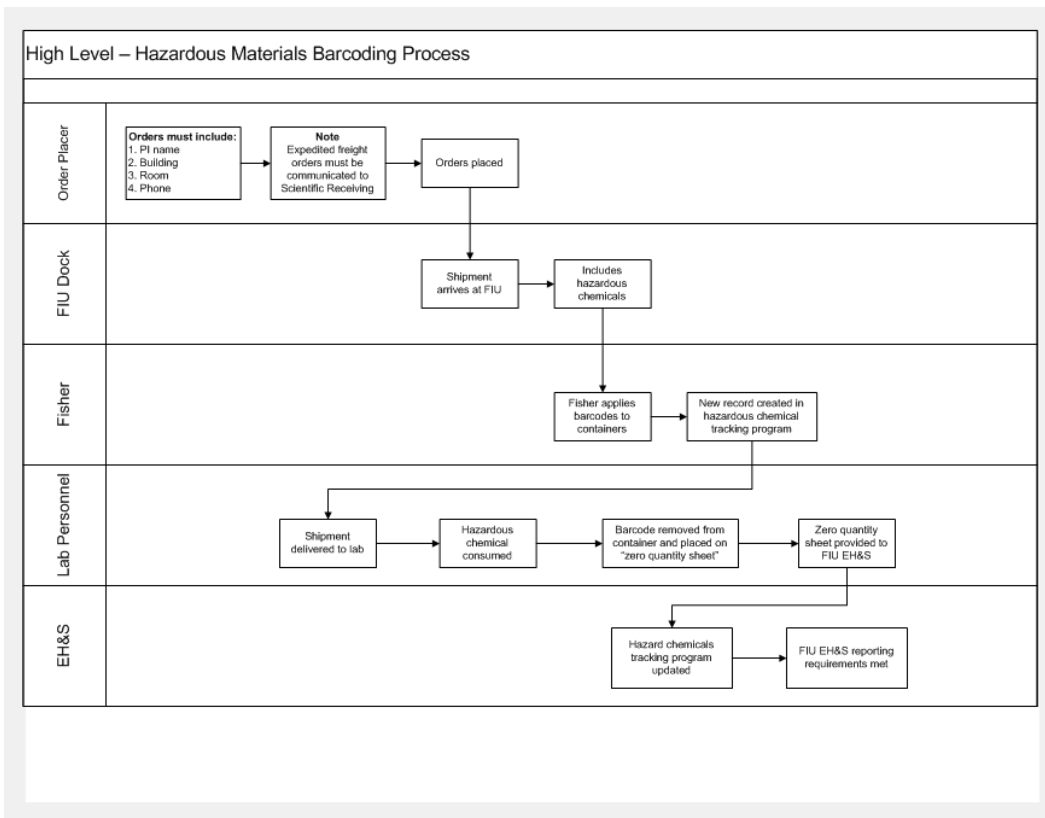 High Level – Hazardous Materials Barcoding Process
Order Placer
Orders must include:
1. PI name
2. Building
3. Room
4. Phone
Note
Expedited freight
orders must be
communicated to
Scientific Receiving
Orders placed
FIU Dock
Shipment
arrives at FIU
Includes
hazardous
chemicals
Fisher
Fisher applies
barcodes to
containers
New record created in
hazardous chemical
tracking program
Lab Personnel
Shipment
delivered to lab
Hazardous
chemical
consumed
Barcode removed from
container and placed on
“zero quantity sheet”
Zero quantity
sheet provided to
FIU EH&S
EH&S
Hazard chemicals
tracking program
updated
FIU EH&S reporting
requirements met